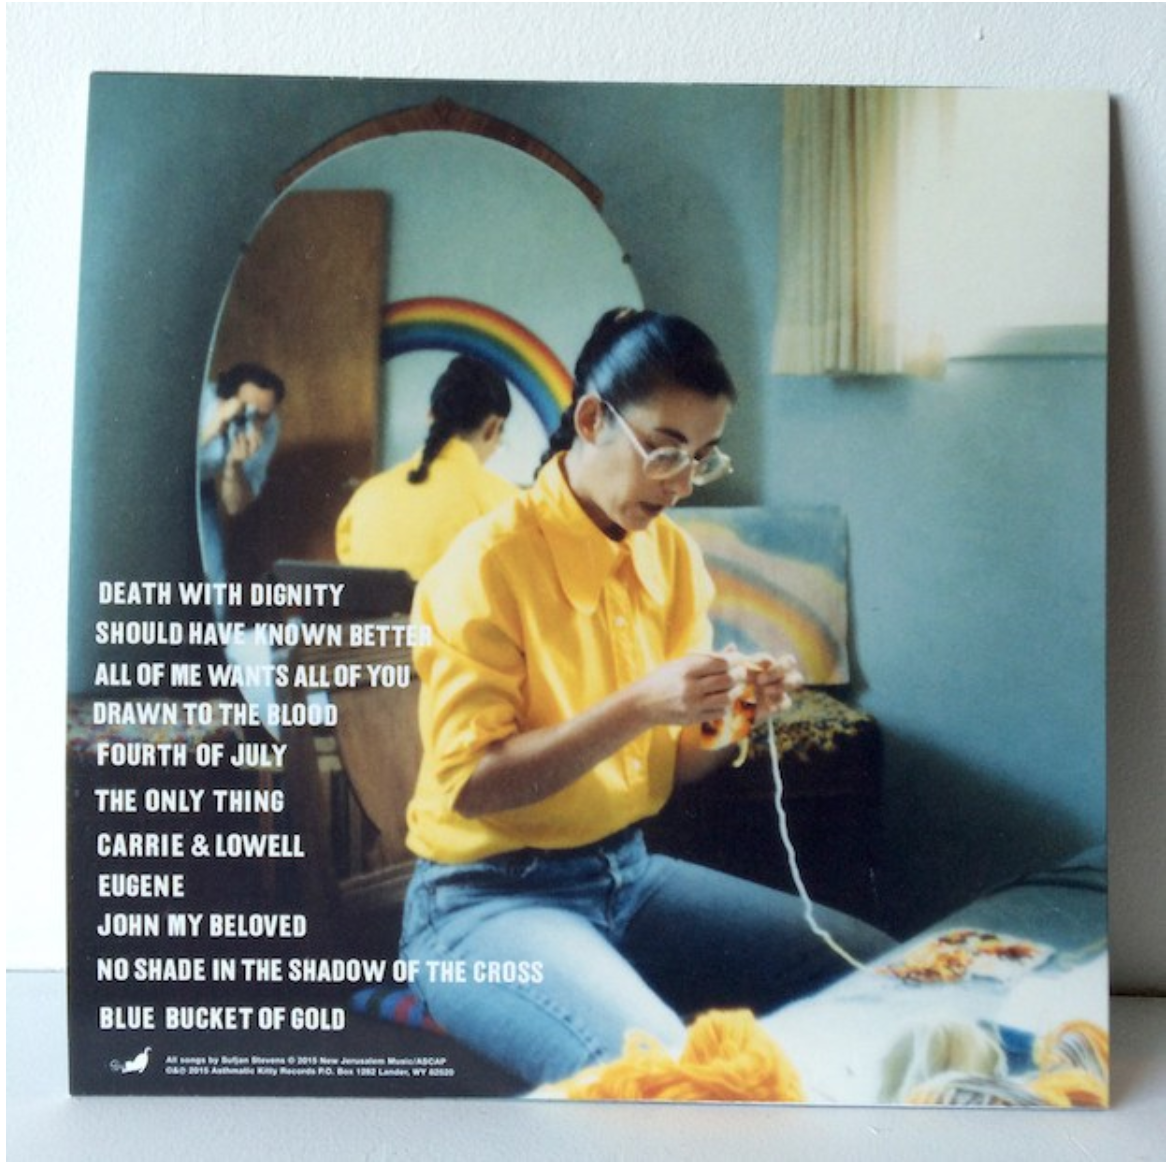 DEATH WITH DIGNITY
SHOULD HAVE KNOWN BETTER
ALL OF ME WANTS ALL OF YOU
DRAWN TO THE BLOOD
FOURTH OF JULY
THE ONLY THING
CARRIE & LOWELL
EUGENE
JOHN MY BELOVED
NO SHADE IN THE SHADOW OF THE CROSS
BLUE BUCKET OF GOLD
All songs by Sufjan Stevens © 2015 New Jerusalem Music/ASCAP
©&℗ 2015 Asthmatic Kitty Records P.O. Box 1282 Lander, WY 82520